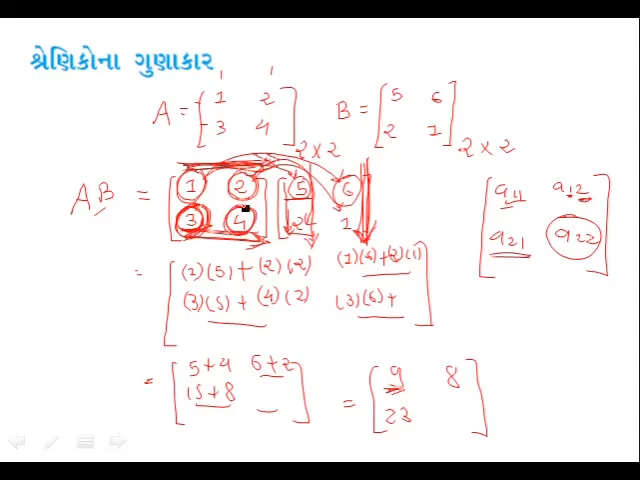 શ્રેણિકોના ગુણાકાર
A = [1 2
3 4] 2 × 2
B = [5 6
2 1] 2 × 2
AB = [1 2
3 4] [5 6
2 1]
[a11 a12
a21 a22]
= [(1)(5) + (2)(2) (1)(6) + (2)(1)
(3)(5) + (4)(2) (3)(6) +]
= [5+4 6+2
15+8]
= [9 8
23]